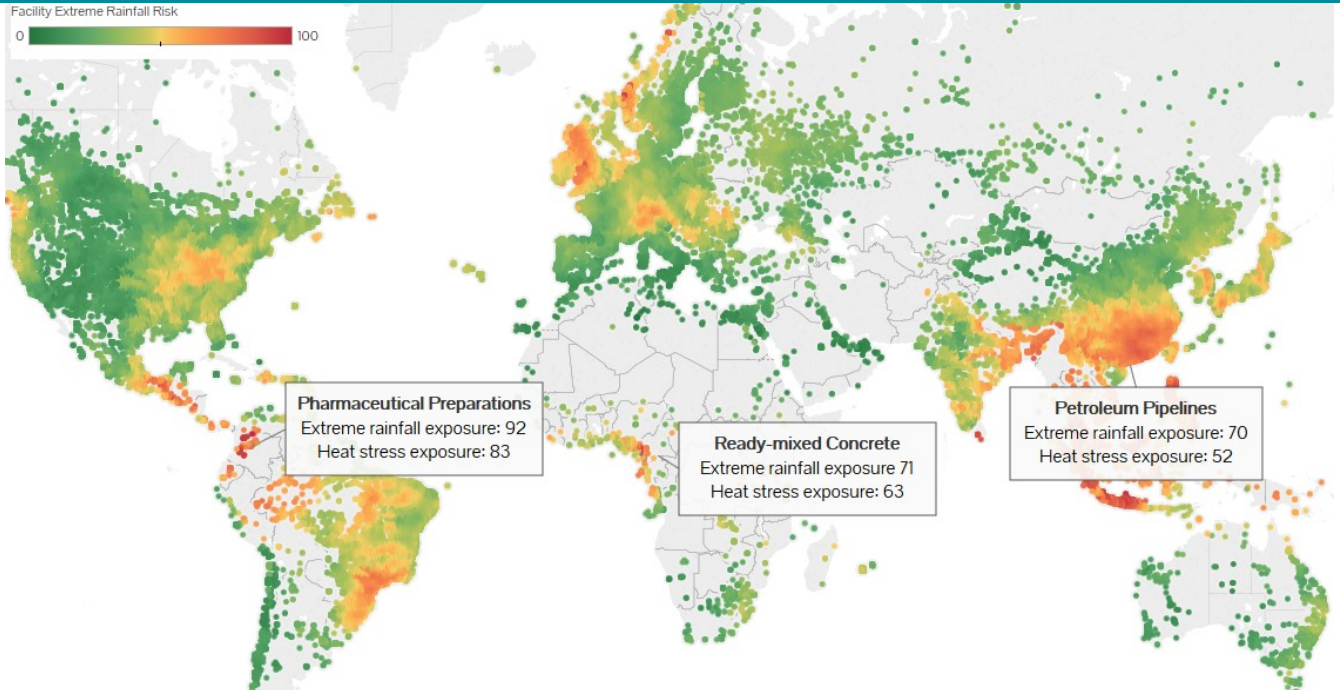 Facility Extreme Rainfall Risk
0 100
Pharmaceutical Preparations
Extreme rainfall exposure: 92
Heat stress exposure: 83
Ready-mixed Concrete
Extreme rainfall exposure 71
Heat stress exposure: 63
Petroleum Pipelines
Extreme rainfall exposure: 70
Heat stress exposure: 52